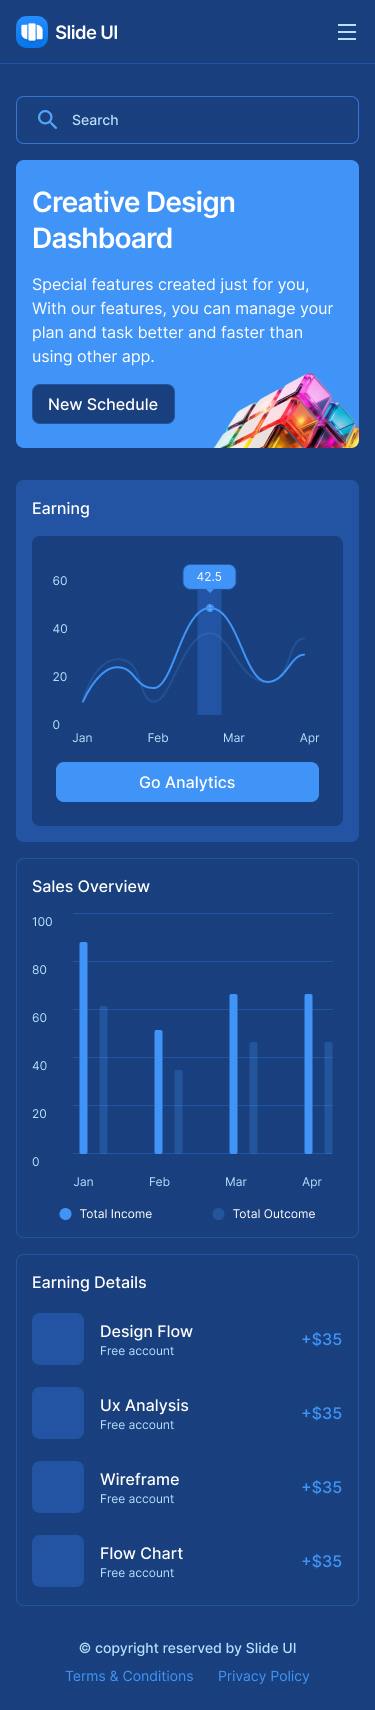 Slide UI
Search
Creative Design
Dashboard
Special features created just for you,
With our features, you can manage your
plan and task better and faster than
using other app.
New Schedule
Earning
42.5
60
40
20
0
Jan Feb Mar Apr
Go Analytics
Sales Overview
100
80
60
40
20
0
Jan Feb Mar Apr
Total Income Total Outcome
Earning Details
Design Flow
Free account
+$35
Ux Analysis
Free account
+$35
Wireframe
Free account
+$35
Flow Chart
Free account
+$35
© copyright reserved by Slide UI
Terms & Conditions Privacy Policy